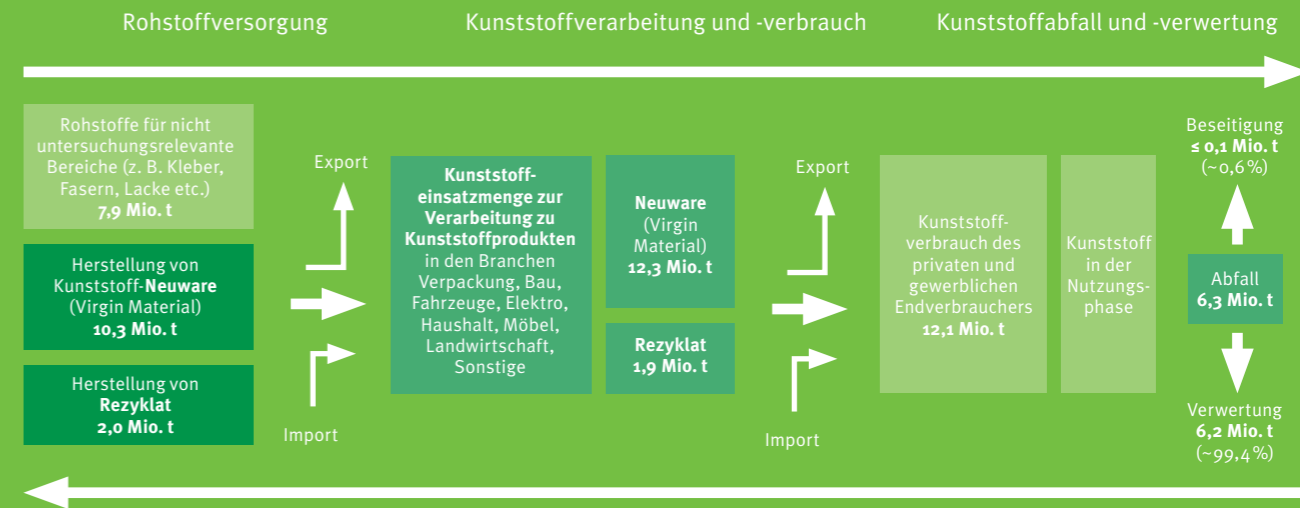 Rohstoffversorgung
Kunststoffverarbeitung und -verbrauch
Kunststoffabfall und -verwertung
Rohstoffe für nicht
untersuchungsrelevante
Bereiche (z. B. Kleber,
Fasern, Lacke etc.)
7,9 Mio. t
Herstellung von
Kunststoff-Neuware
(Virgin Material)
10,3 Mio. t
Herstellung von
Rezyklat
2,0 Mio. t
Export
Import
Kunststoff-
einsatzmenge zur
Verarbeitung zu
Kunststoffprodukten
in den Branchen
Verpackung, Bau,
Fahrzeuge, Elektro,
Haushalt, Möbel,
Landwirtschaft,
Sonstige
Neuware
(Virgin
Material)
12,3 Mio. t
Rezyklat
1,9 Mio. t
Export
Import
Kunststoff-
verbrauch des
privaten und
gewerblichen
Endverbrauchers
12,1 Mio. t
Kunststoff
in der
Nutzungs-
phase
Beseitigung
≤ 0,1 Mio. t
(~0,6 %)
Abfall
6,3 Mio. t
Verwertung
6,2 Mio. t
(~99,4 %)